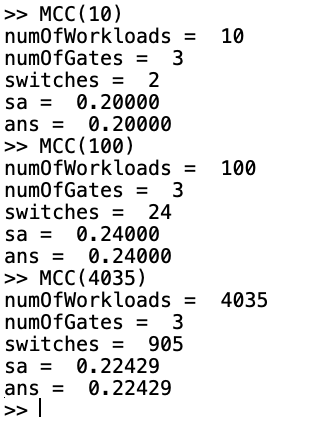 >> MCC(10)
numOfWorkloads =  10
numOfGates =  3
switches =  2
sa =  0.20000
ans =  0.20000
>> MCC(100)
numOfWorkloads =  100
numOfGates =  3
switches =  24
sa =  0.24000
ans =  0.24000
>> MCC(4035)
numOfWorkloads =  4035
numOfGates =  3
switches =  905
sa =  0.22429
ans =  0.22429
>>